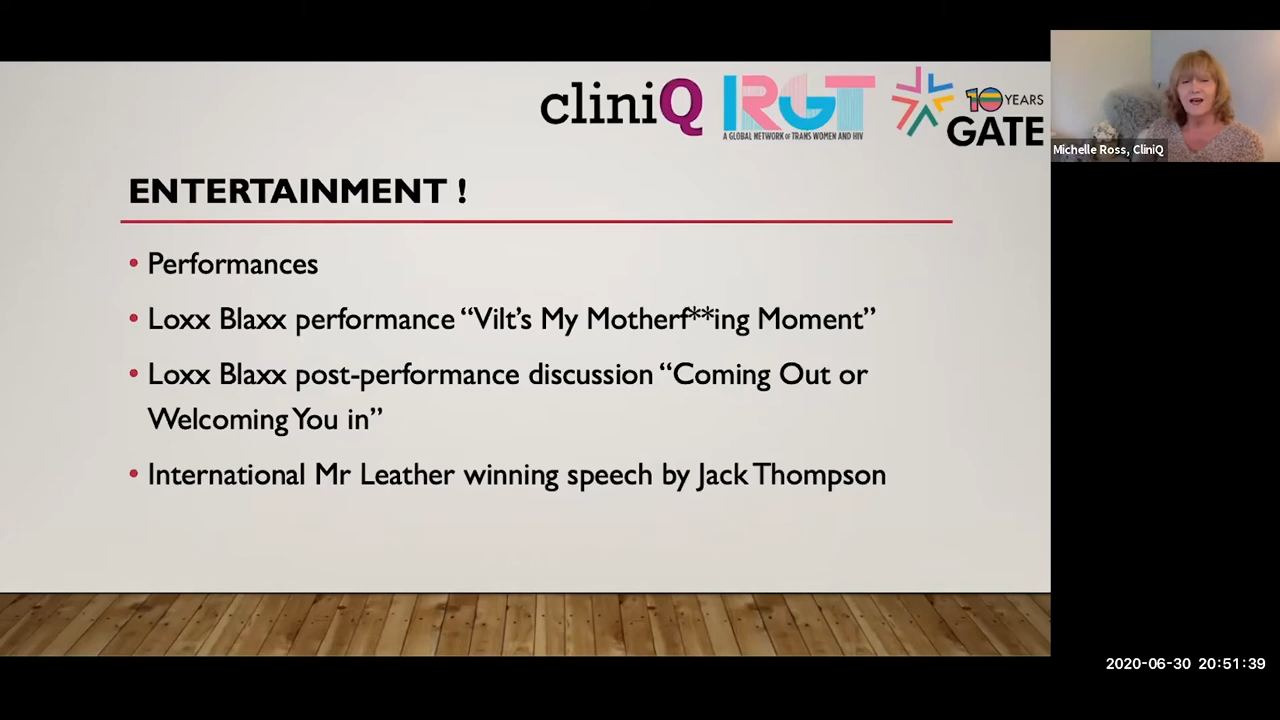 cliniQ
IRGT
A GLOBAL NETWORK OF TRANS WOMEN AND HIV
10 YEARS
GATE
Michelle Ross, CliniQ
ENTERTAINMENT !
• Performances
• Loxx Blaxx performance “Vilt’s My Motherf**ing Moment”
• Loxx Blaxx post-performance discussion “Coming Out or
Welcoming You in”
• International Mr Leather winning speech by Jack Thompson
2020-06-30 20:51:39